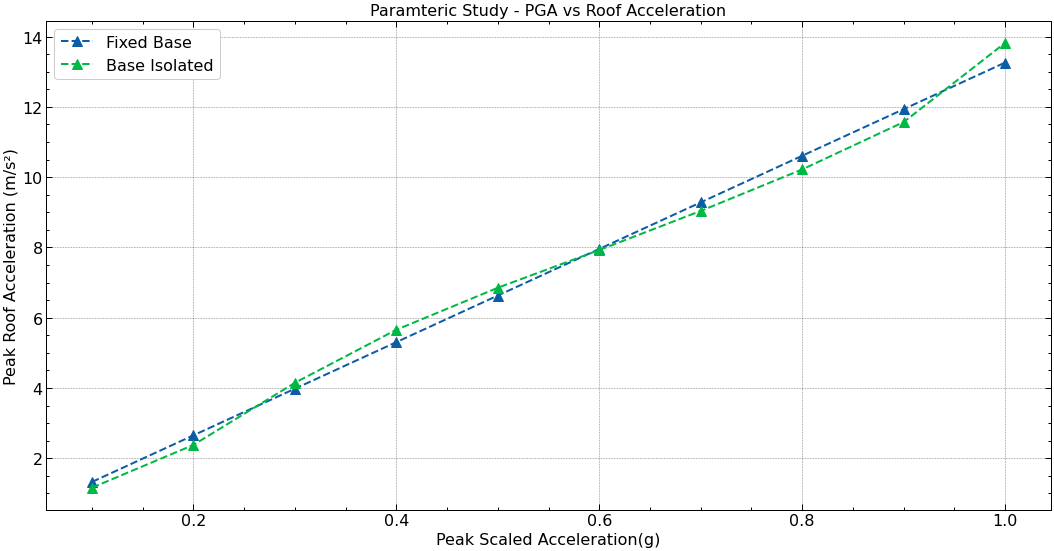 Paramteric Study - PGA vs Roof Acceleration
Fixed Base
Base Isolated
Peak Roof Acceleration (m/s²)
14
12
10
8
6
4
2
0.2
0.4
0.6
0.8
1.0
Peak Scaled Acceleration(g)